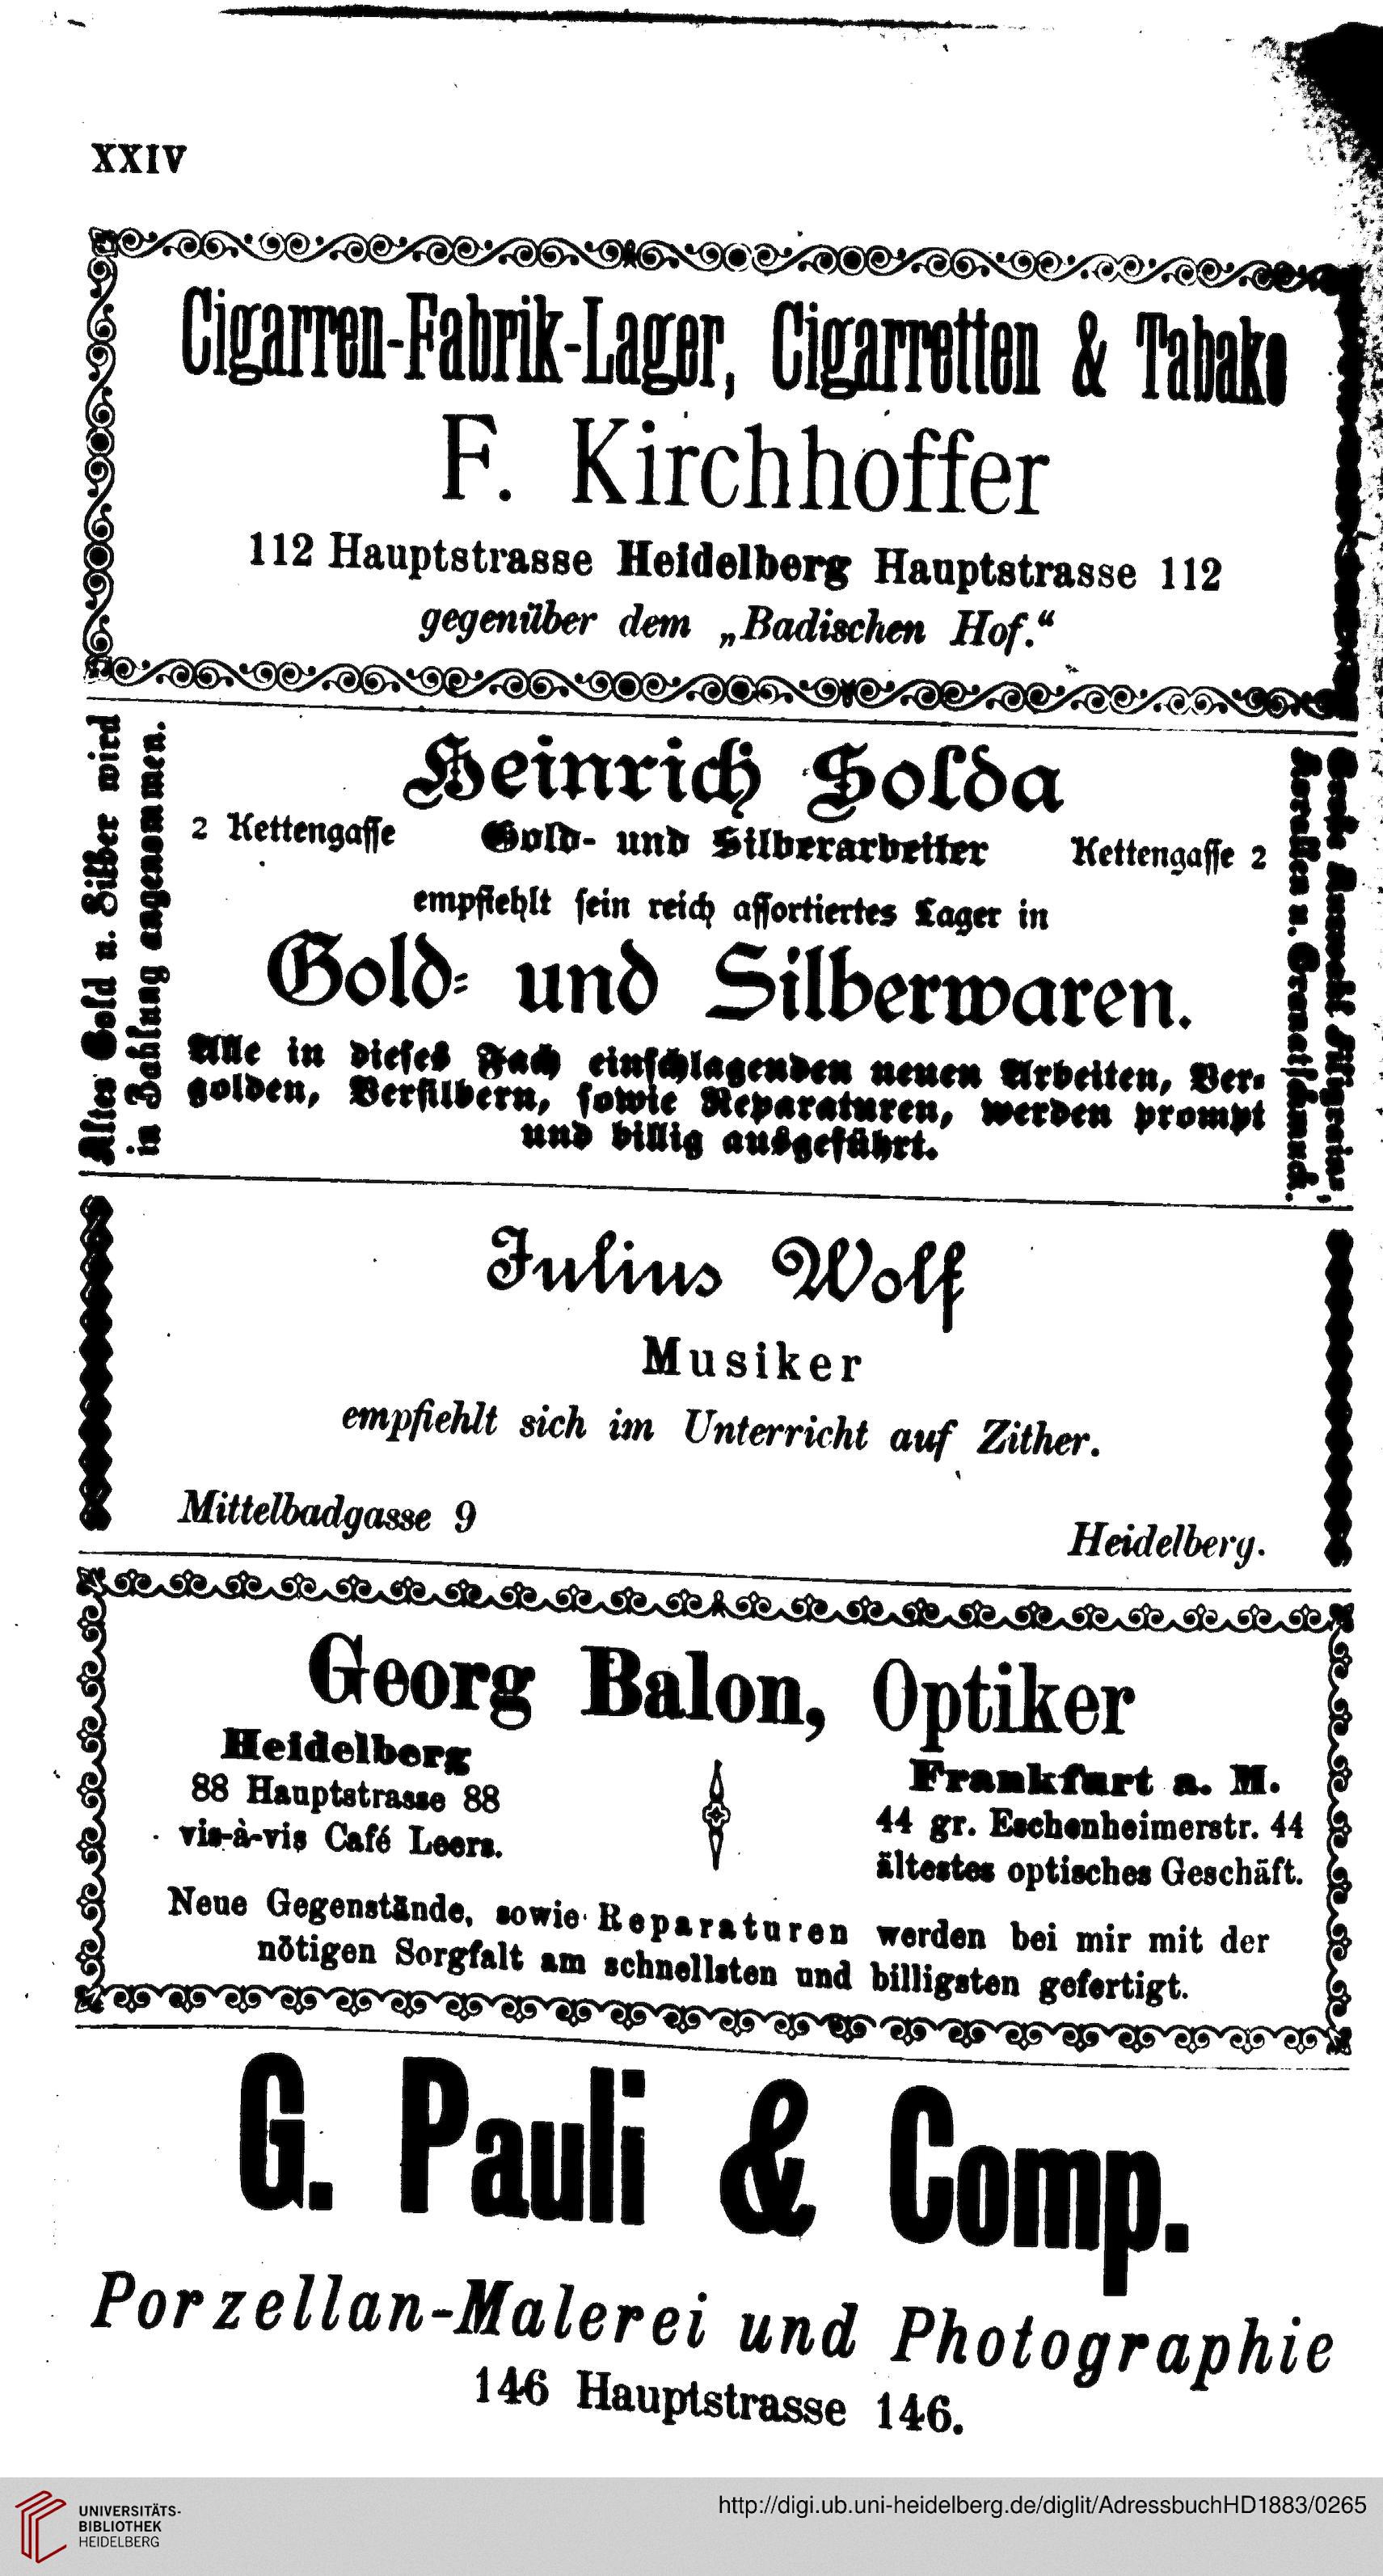 XXIV
Cigarren-Fabrik-Lager, Cigarretten & Tabake
F. Kirchhoffer
112 Hauptstrasse Heidelberg Hauptstrasse 112
gegenüber dem „Badischen Hof.“
Altes Gold u. Silber wird
in Zahlung angenommen.
Heinrich Holda
2 Kettengasse Gold- und Silberarbeiter Kettengasse 2
empfiehlt sein reich assortiertes Lager in
Gold- und Silberwaren.
Alle in dieses Fach einschlagenden neuen Arbeiten, Ver-
golden, Versilbern, sowie Reparaturen, werden prompt
und billig ausgeführt.
Große Auswahl
Korallen u. Granatschmuck.
Julius Wolf
Musiker
empfiehlt sich im Unterricht auf Zither.
Mittelbadgasse 9
Heidelberg.
Georg Balon, Optiker
Heidelberg
88 Hauptstrasse 88
vis-à-vis Café Leers.
Frankfurt a. M.
44 gr. Eschenheimerstr. 44
ältestes optisches Geschäft.
Neue Gegenstände, sowie Reparaturen werden bei mir mit der
nötigen Sorgfalt am schnellsten und billigsten gefertigt.
G. Pauli & Comp.
Porzellan-Malerei und Photographie
146 Hauptstrasse 146.
UNIVERSITÄTS-
BIBLIOTHEK
HEIDELBERG
http://digi.ub.uni-heidelberg.de/diglit/AdressbuchHD1883/0265